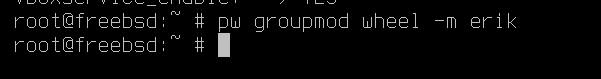 root@freebsd:~ # pw groupmod wheel -m erik
root@freebsd:~ #